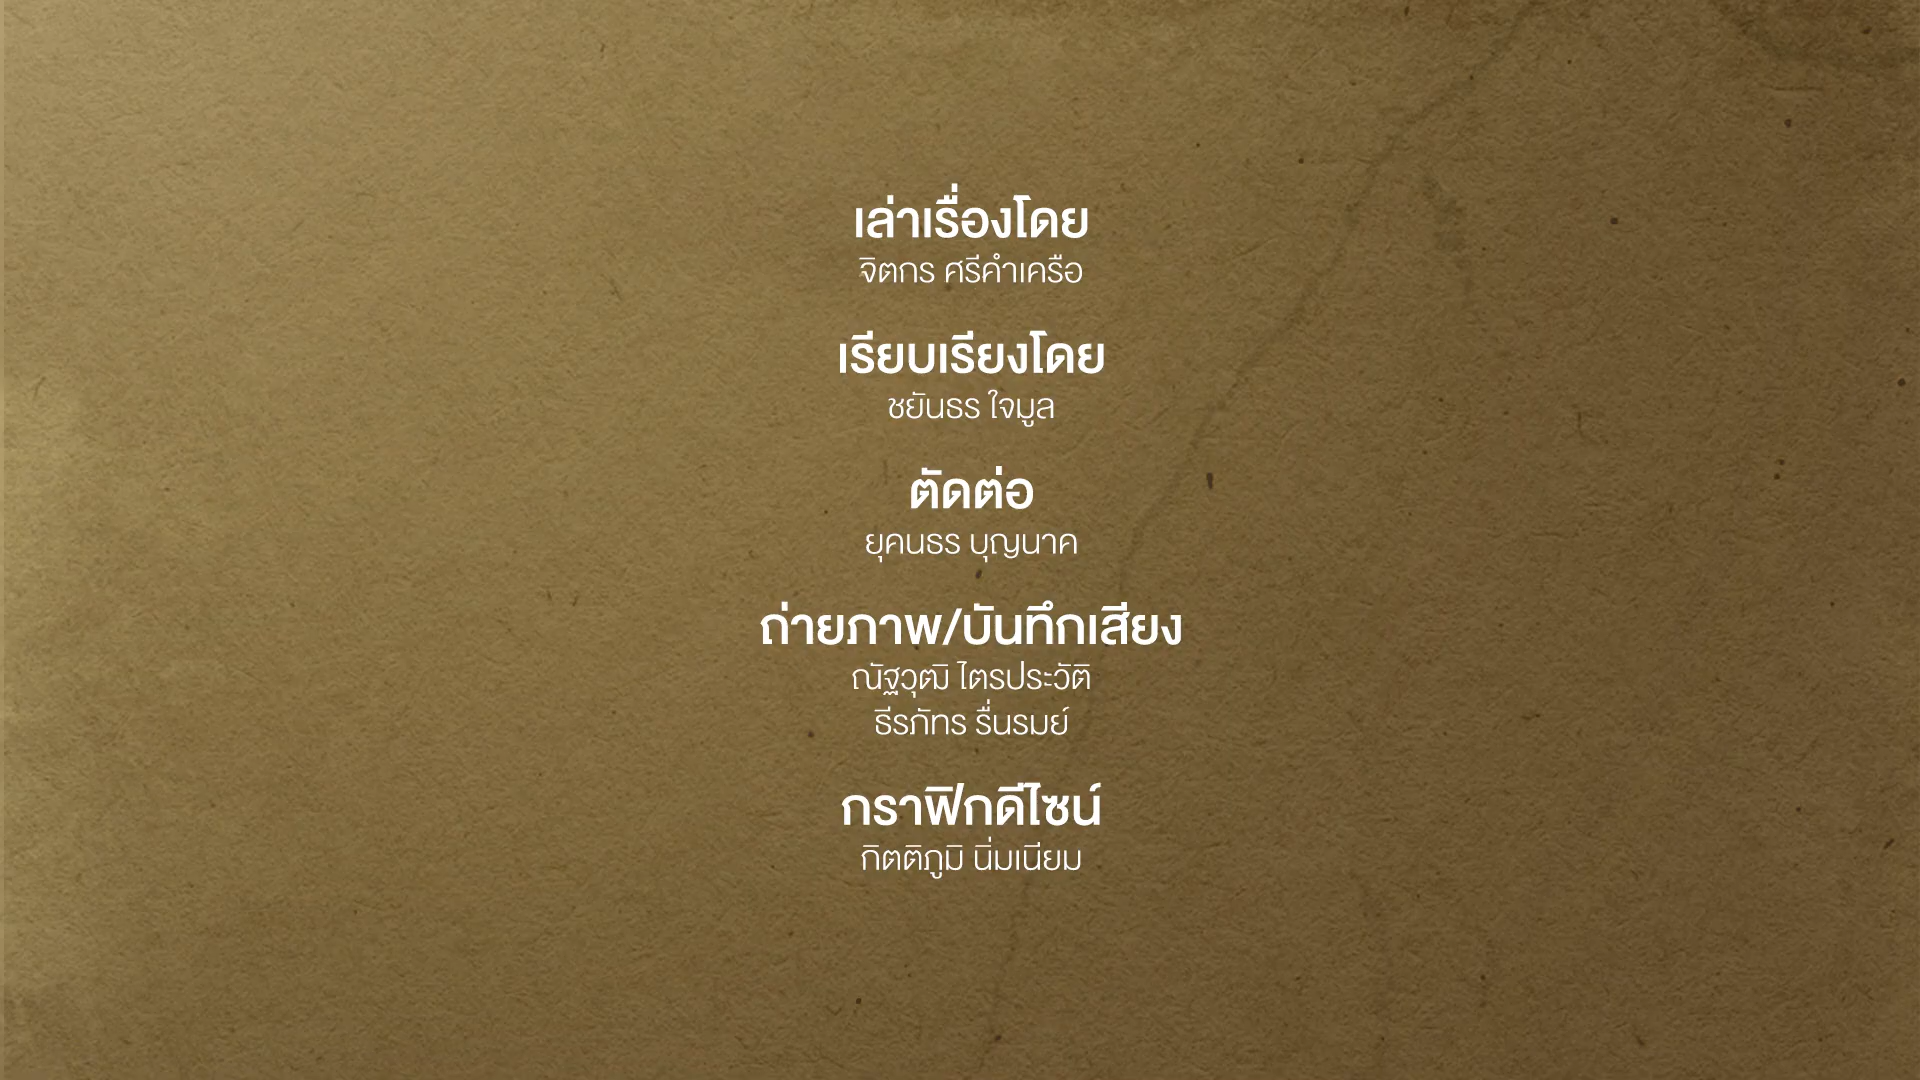 เล่าเรื่องโดย
จิตกร ศรีคำเครือ
เรียบเรียงโดย
ชยันธร ใจมูล
ตัดต่อ
ยุคนธร บุญนาค
ถ่ายภาพ/บันทึกเสียง
ณัฐวุฒิ ไตรประวัติ
ธีรภัทร รื่นรมย์
กราฟิกดีไซน์
กิตติภูมิ นิ่มเนียม